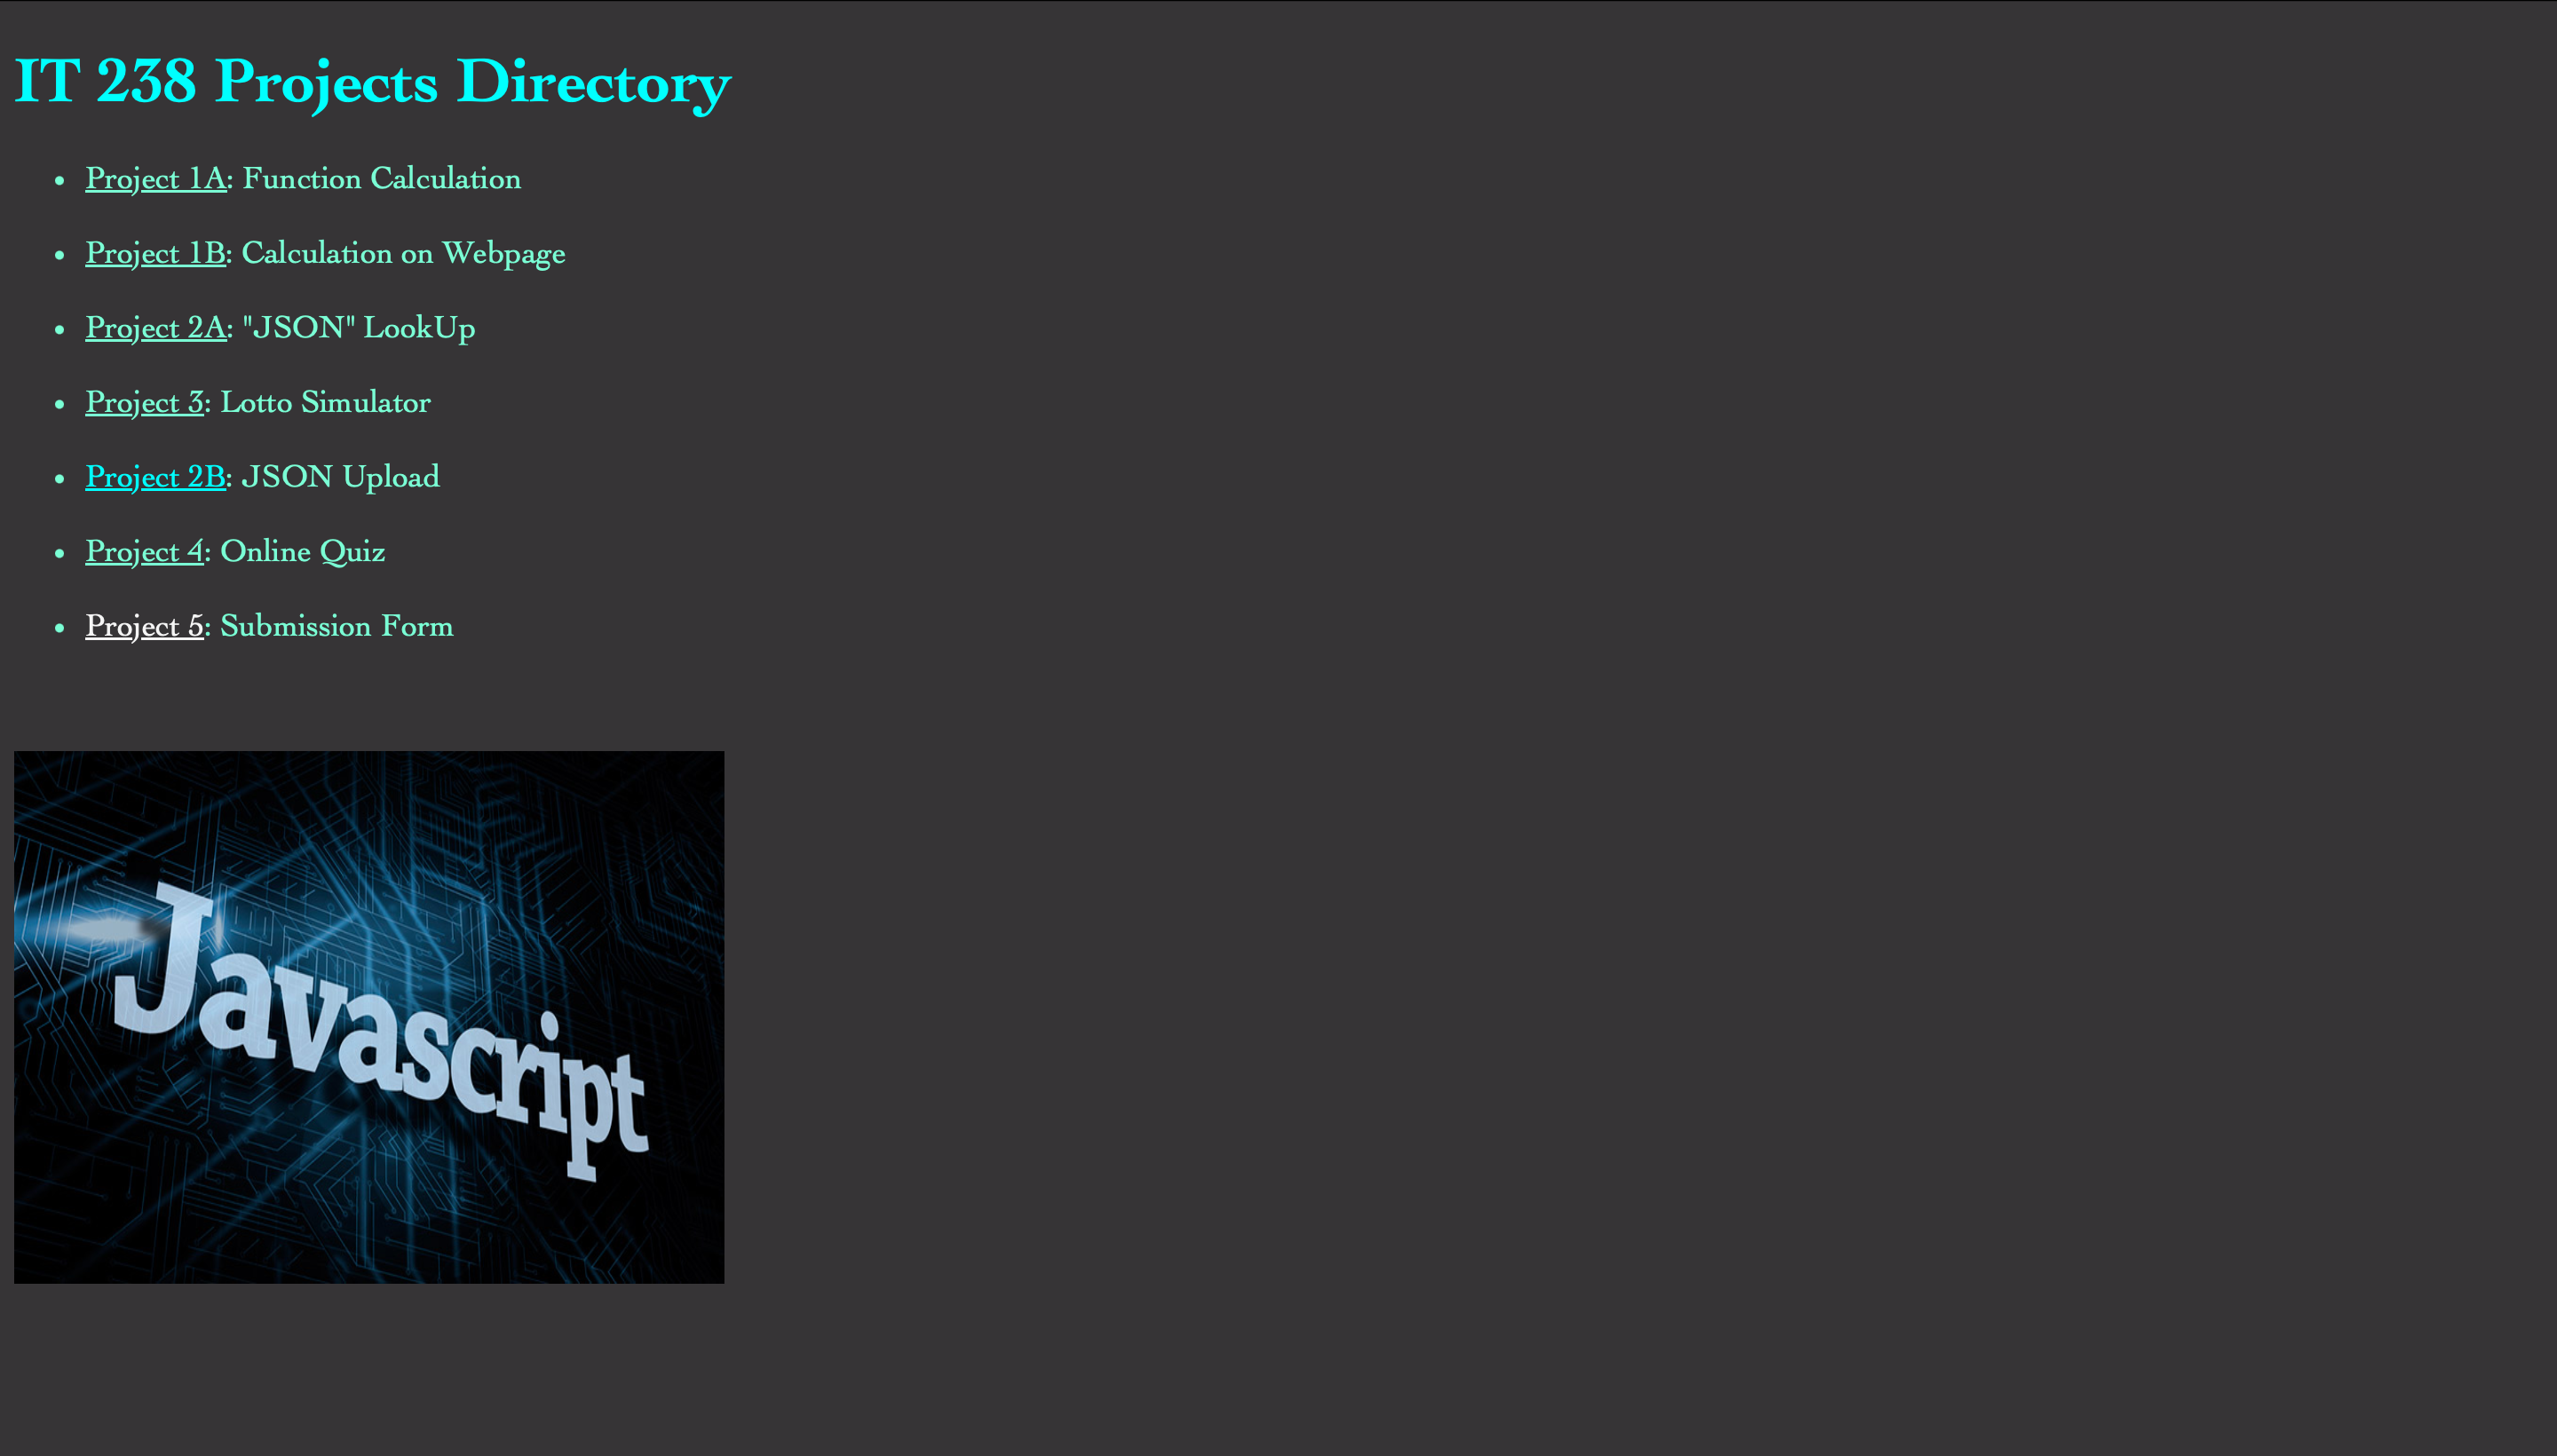 IT 238 Projects Directory
Project 1A: Function Calculation
Project 1B: Calculation on Webpage
Project 2A: "JSON" LookUp
Project 3: Lotto Simulator
Project 2B: JSON Upload
Project 4: Online Quiz
Project 5: Submission Form
Javascript